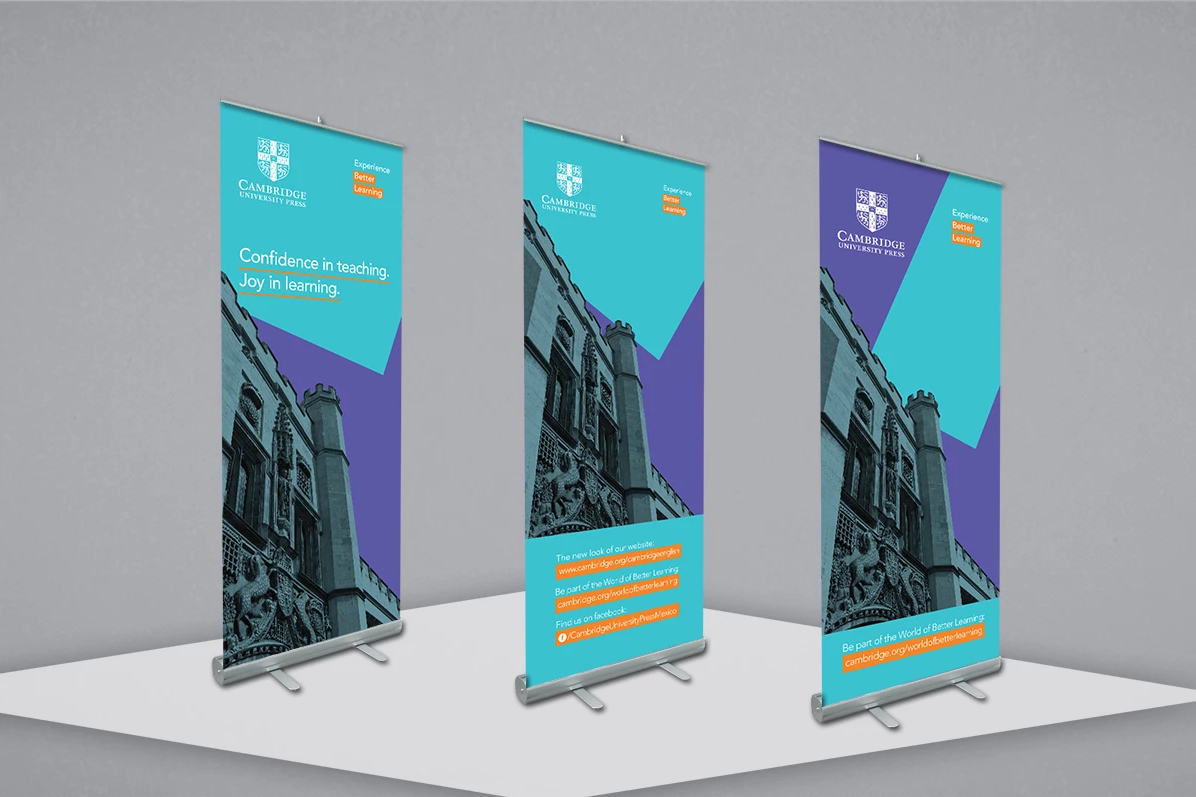 CAMBRIDGE
UNIVERSITY PRESS
Experience
Better
Learning
Confidence in teaching.
Joy in learning.
CAMBRIDGE
UNIVERSITY PRESS
Experience
Better
Learning
The new look of our website:
www.cambridge.org/cambridgeenglish
Be part of the World of Better Learning:
cambridge.org/worldofbetterlearning
Find us on facebook:
/CambridgeUniversityPressMexico
CAMBRIDGE
UNIVERSITY PRESS
Experience
Better
Learning
Be part of the World of Better Learning:
cambridge.org/worldofbetterlearning